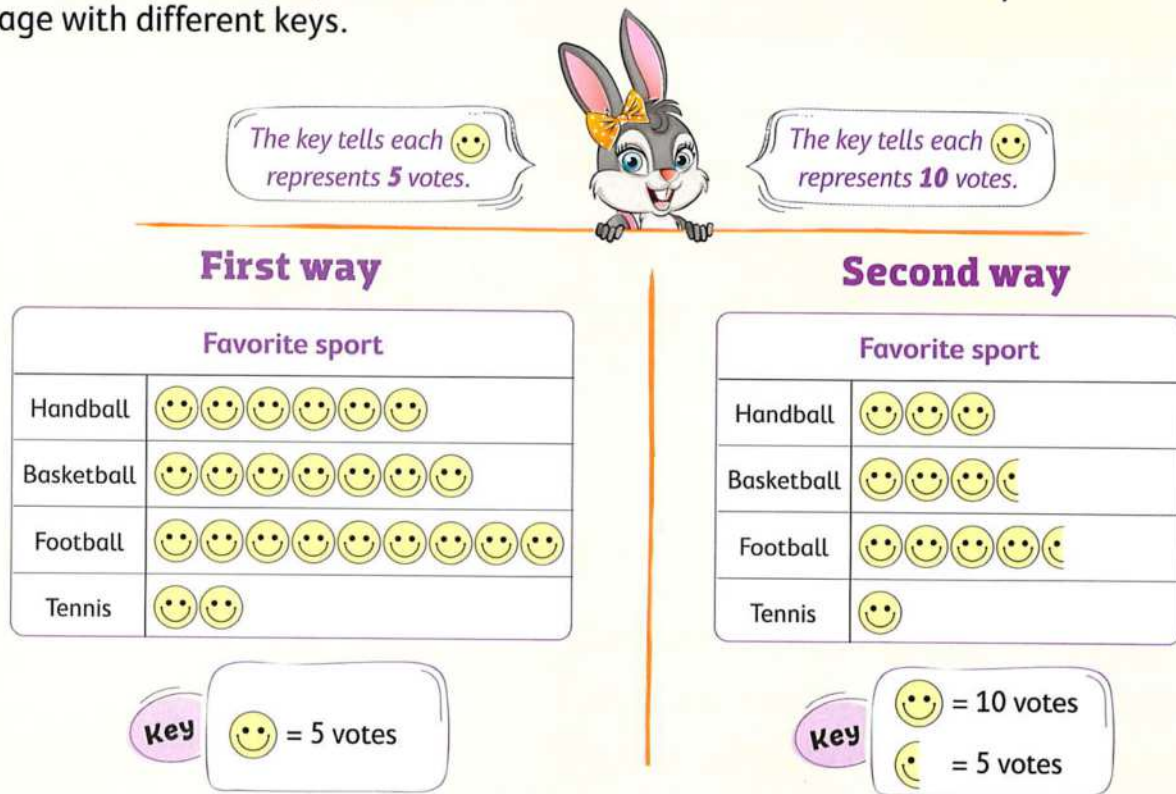 age with different keys.
The key tells each
represents 5 votes.
The key tells each
represents 10 votes.
First way
Favorite sport
Handball
Basketball
Football
Tennis
Key
= 5 votes
Second way
Favorite sport
Handball
Basketball
Football
Tennis
Key
= 10 votes
= 5 votes